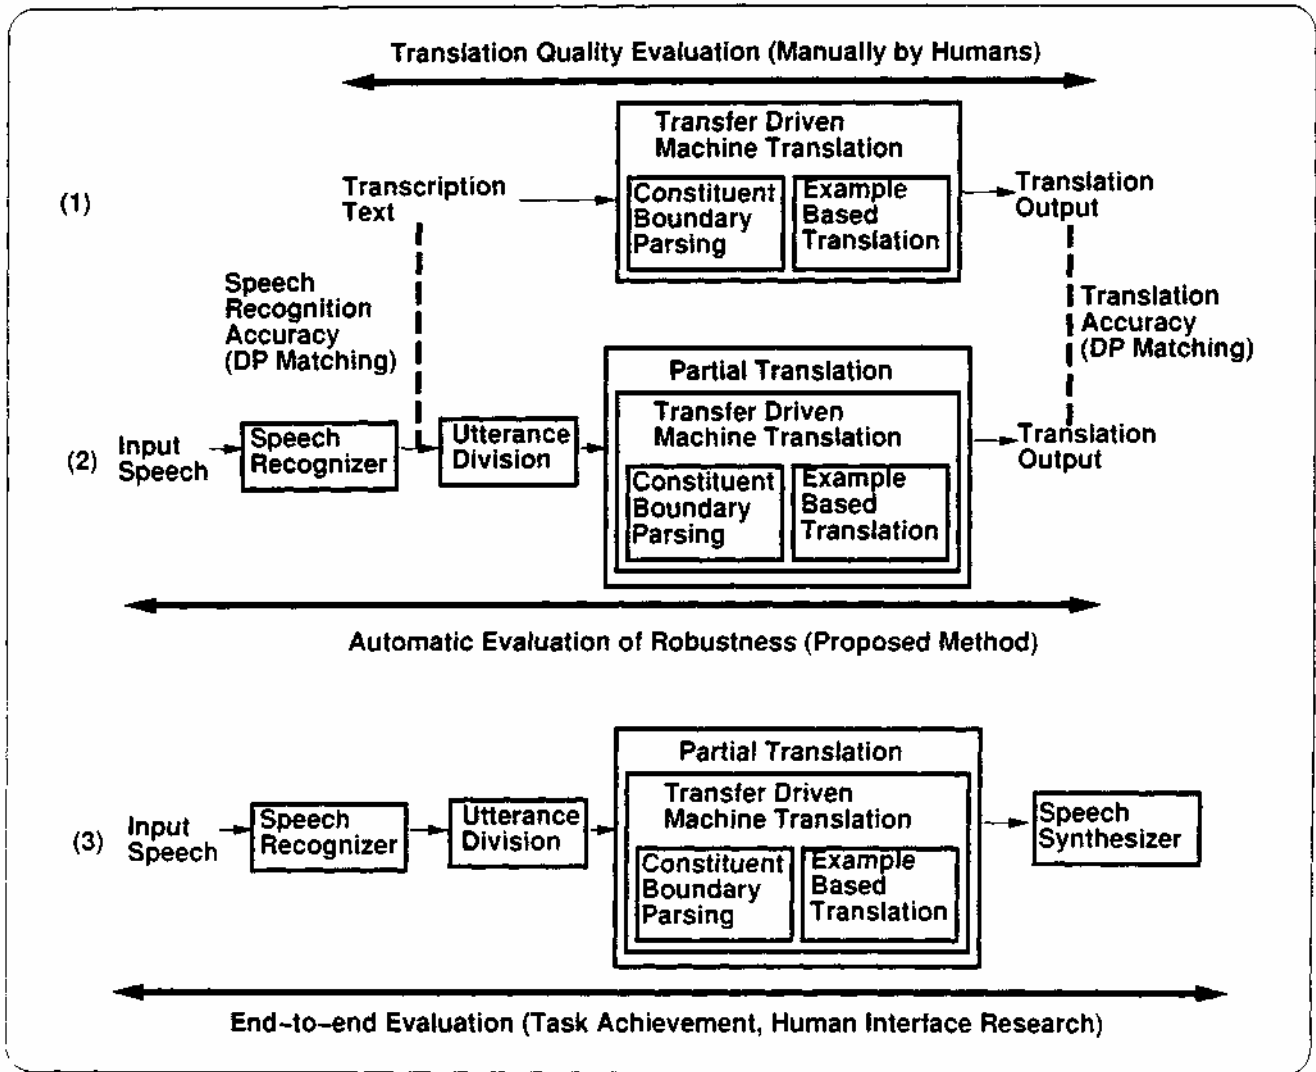 Translation Quality Evaluation (Manually by Humans)
(1)
Transcription
Text
Transfer Driven
Machine Translation
Constituent
Boundary
Parsing
Example
Based
Translation
Translation
Output
Speech
Recognition
Accuracy
(DP Matching)
Translation
Accuracy
(DP Matching)
(2)
Input
Speech
Speech
Recognizer
Utterance
Division
Partial Translation
Transfer Driven
Machine Translation
Constituent
Boundary
Parsing
Example
Based
Translation
Translation
Output
Automatic Evaluation of Robustness (Proposed Method)
(3)
Input
Speech
Speech
Recognizer
Utterance
Division
Partial Translation
Transfer Driven
Machine Translation
Constituent
Boundary
Parsing
Example
Based
Translation
Speech
Synthesizer
End-to-end Evaluation (Task Achievement, Human Interface Research)